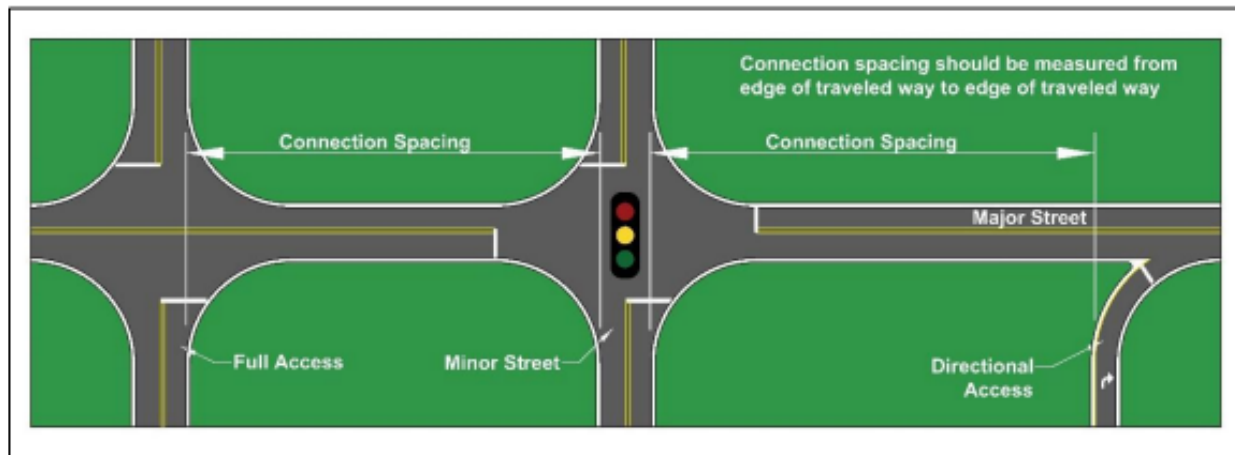 Connection spacing should be measured from
edge of traveled way to edge of traveled way
Connection Spacing
Connection Spacing
Major Street
Full Access
Minor Street
Directional
Access